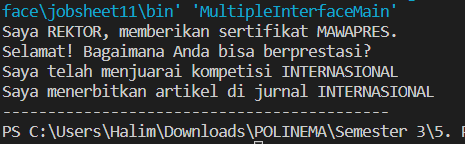 face\jobsheet11\bin' 'MultipleInterfaceMain'
Saya REKTOR, memberikan sertifikat MAWAPRES.
Selamat! Bagaimana Anda bisa berprestasi?
Saya telah menjuarai kompetisi INTERNASIONAL
Saya menerbitkan artikel di jurnal INTERNASIONAL
-----------------------------------------
PS C:\Users\Halim\Downloads\POLINEMA\Semester 3\5. P